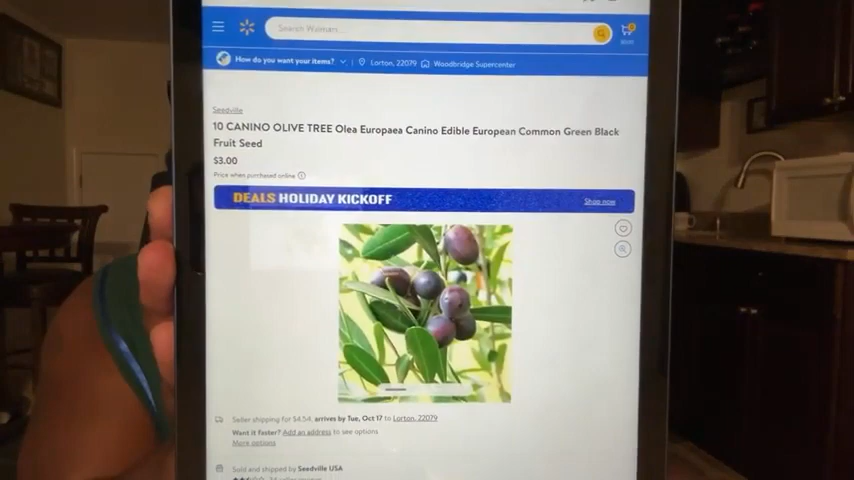 Search Walmart...
0
$0.00
How do you want your items?
Lorton, 22079
Woodbridge Supercenter
Seedville
10 CANINO OLIVE TREE Olea Europaea Canino Edible European Common Green Black
Fruit Seed
$3.00
Price when purchased online
DEALS HOLIDAY KICKOFF
Shop now
Seller shipping for $4.54, arrives by Tue, Oct 17 to Lorton, 22079
Want it faster? Add an address to see options
More options
Sold and shipped by Seedville USA